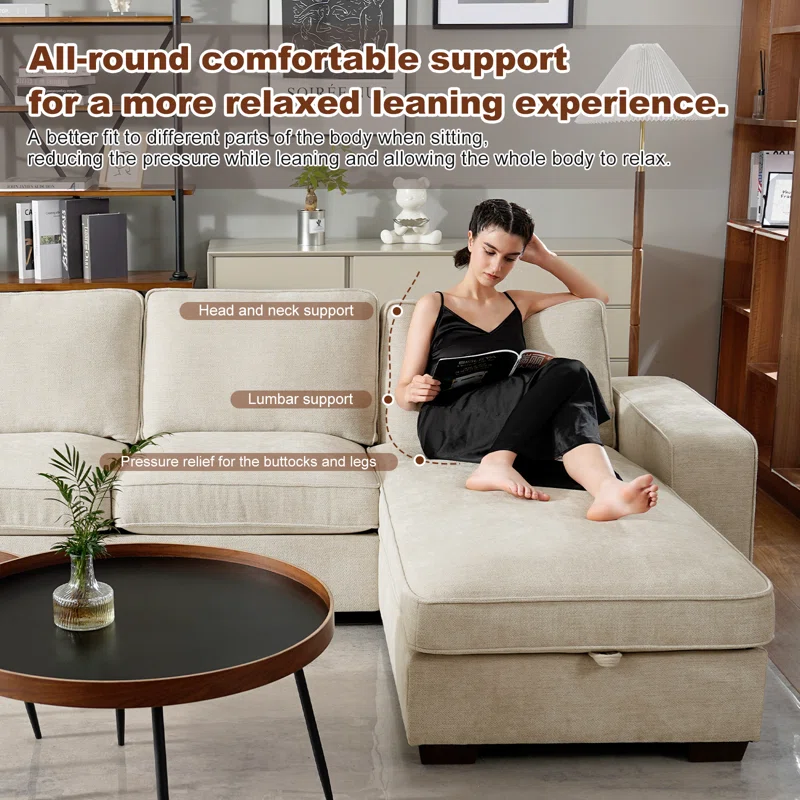 All-round comfortable support
for a more relaxed leaning experience.
A better fit to different parts of the body when sitting,
reducing the pressure while leaning and allowing the whole body to relax.
SOIRÉE
Head and neck support
Lumbar support
Pressure relief for the buttocks and legs